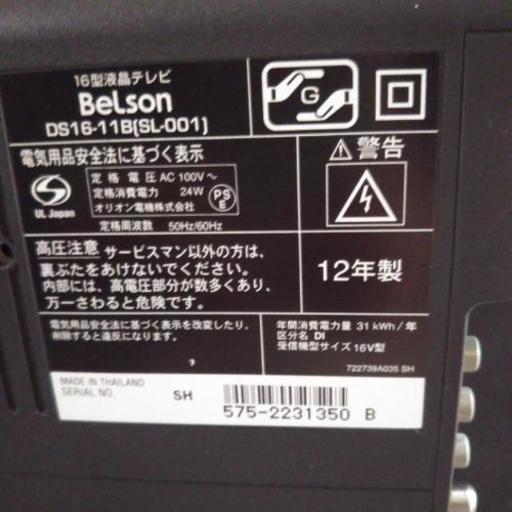 16型液晶テレビ
BeLson
DS16-11B(SL-001)
G
電気用品安全法に基づく表示
定格電圧 AC 100V～
定格消費電力 24W
オリオン電機株式会社
定格周波数 50Hz/60Hz
PS
E
UL Japan
警告
高圧注意 サービスマン以外の方は、
裏ぶたをあけないでください。
内部には、高電圧部分が数多くあり、
万一さわると危険です。
12年製
電気用品安全法に基づく表示を改変したり、
削除すると違反になります。
年間消費電力量 31 kWh/年
区分名 DI
受信機型サイズ 16V型
722739A035 SH
MADE IN THAILAND
SERIAL NO.
SH
575-2231350 B